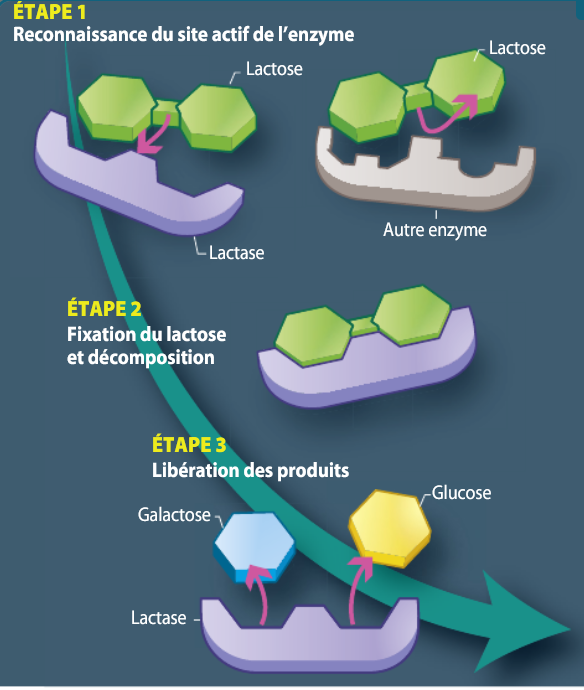 ÉTAPE 1
Reconnaissance du site actif de l'enzyme
Lactose
Lactose
Lactase
Autre enzyme
ÉTAPE 2
Fixation du lactose
et décomposition
ÉTAPE 3
Libération des produits
Galactose
Glucose
Lactase